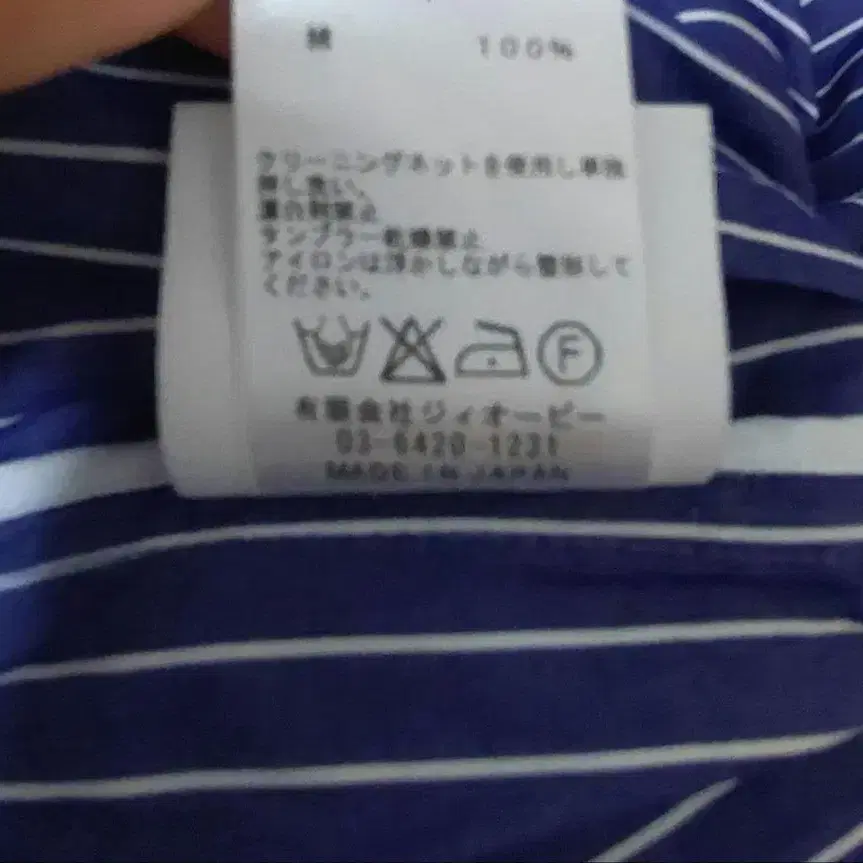 綿 100%
クリーニングネットを使用し単独
押し洗い。
漂白剤禁止
タンブラー乾燥禁止
アイロンは浮かしながら整形して
ください。
F
有限会社ジィオーピー
03-6420-1231
MADE IN JAPAN